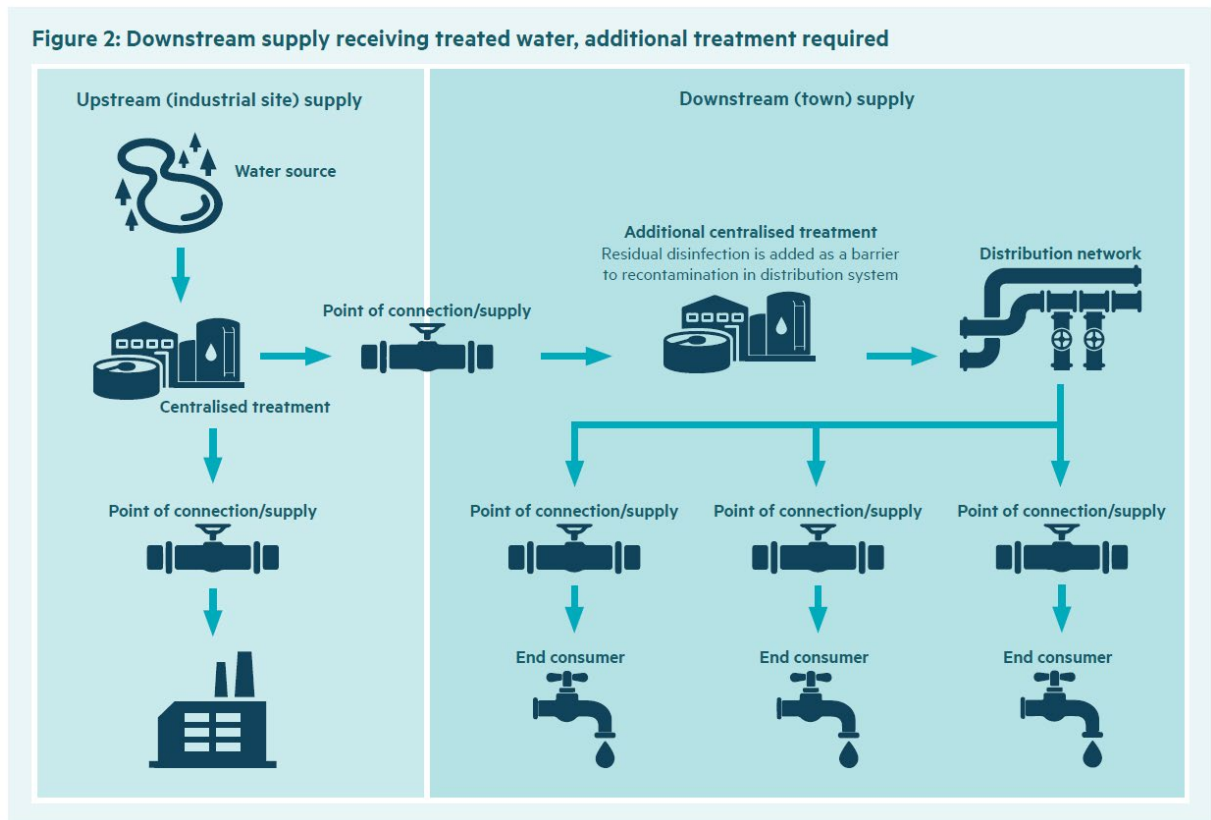 Figure 2: Downstream supply receiving treated water, additional treatment required
Upstream (industrial site) supply
Downstream (town) supply
Water source
Additional centralised treatment
Residual disinfection is added as a barrier
to recontamination in distribution system
Distribution network
Point of connection/supply
Centralised treatment
Point of connection/supply
Point of connection/supply
Point of connection/supply
Point of connection/supply
End consumer
End consumer
End consumer